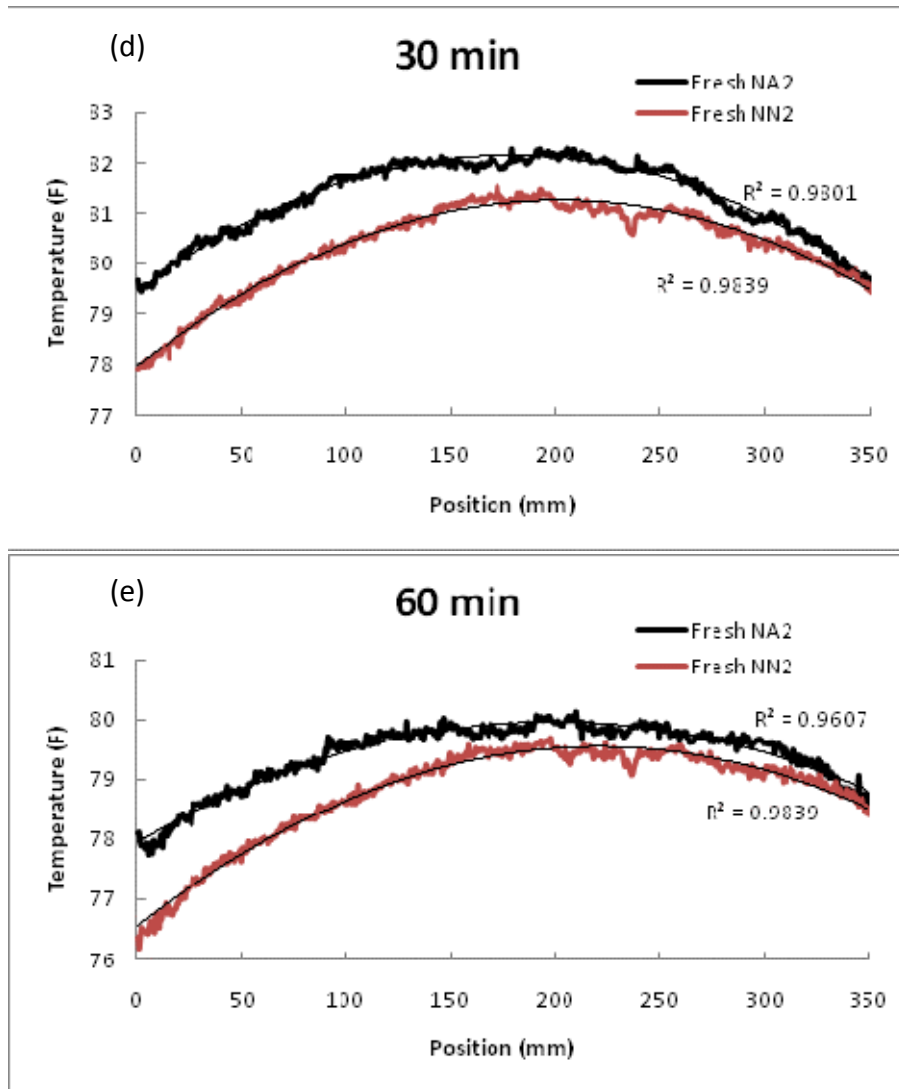 (d)
30 min
Fresh NA2
Fresh NN2
83
82
81
80
79
78
77
Temperature (F)
R² = 0.9801
R² = 0.9839
0 50 100 150 200 250 300 350
Position (mm)
(e)
60 min
Fresh NA2
Fresh NN2
81
80
79
78
77
76
Temperature (F)
R² = 0.9607
R² = 0.9839
0 50 100 150 200 250 300 350
Position (mm)